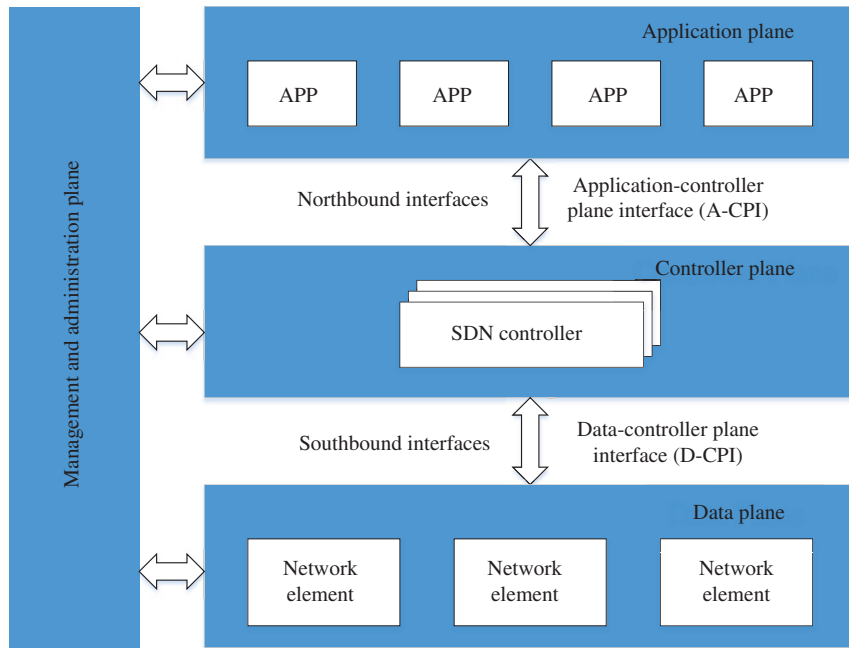 Management and administration plane
Application plane
APP
APP
APP
APP
Northbound interfaces
Application-controller
plane interface (A-CPI)
Controller plane
SDN controller
Southbound interfaces
Data-controller plane
interface (D-CPI)
Data plane
Network
element
Network
element
Network
element